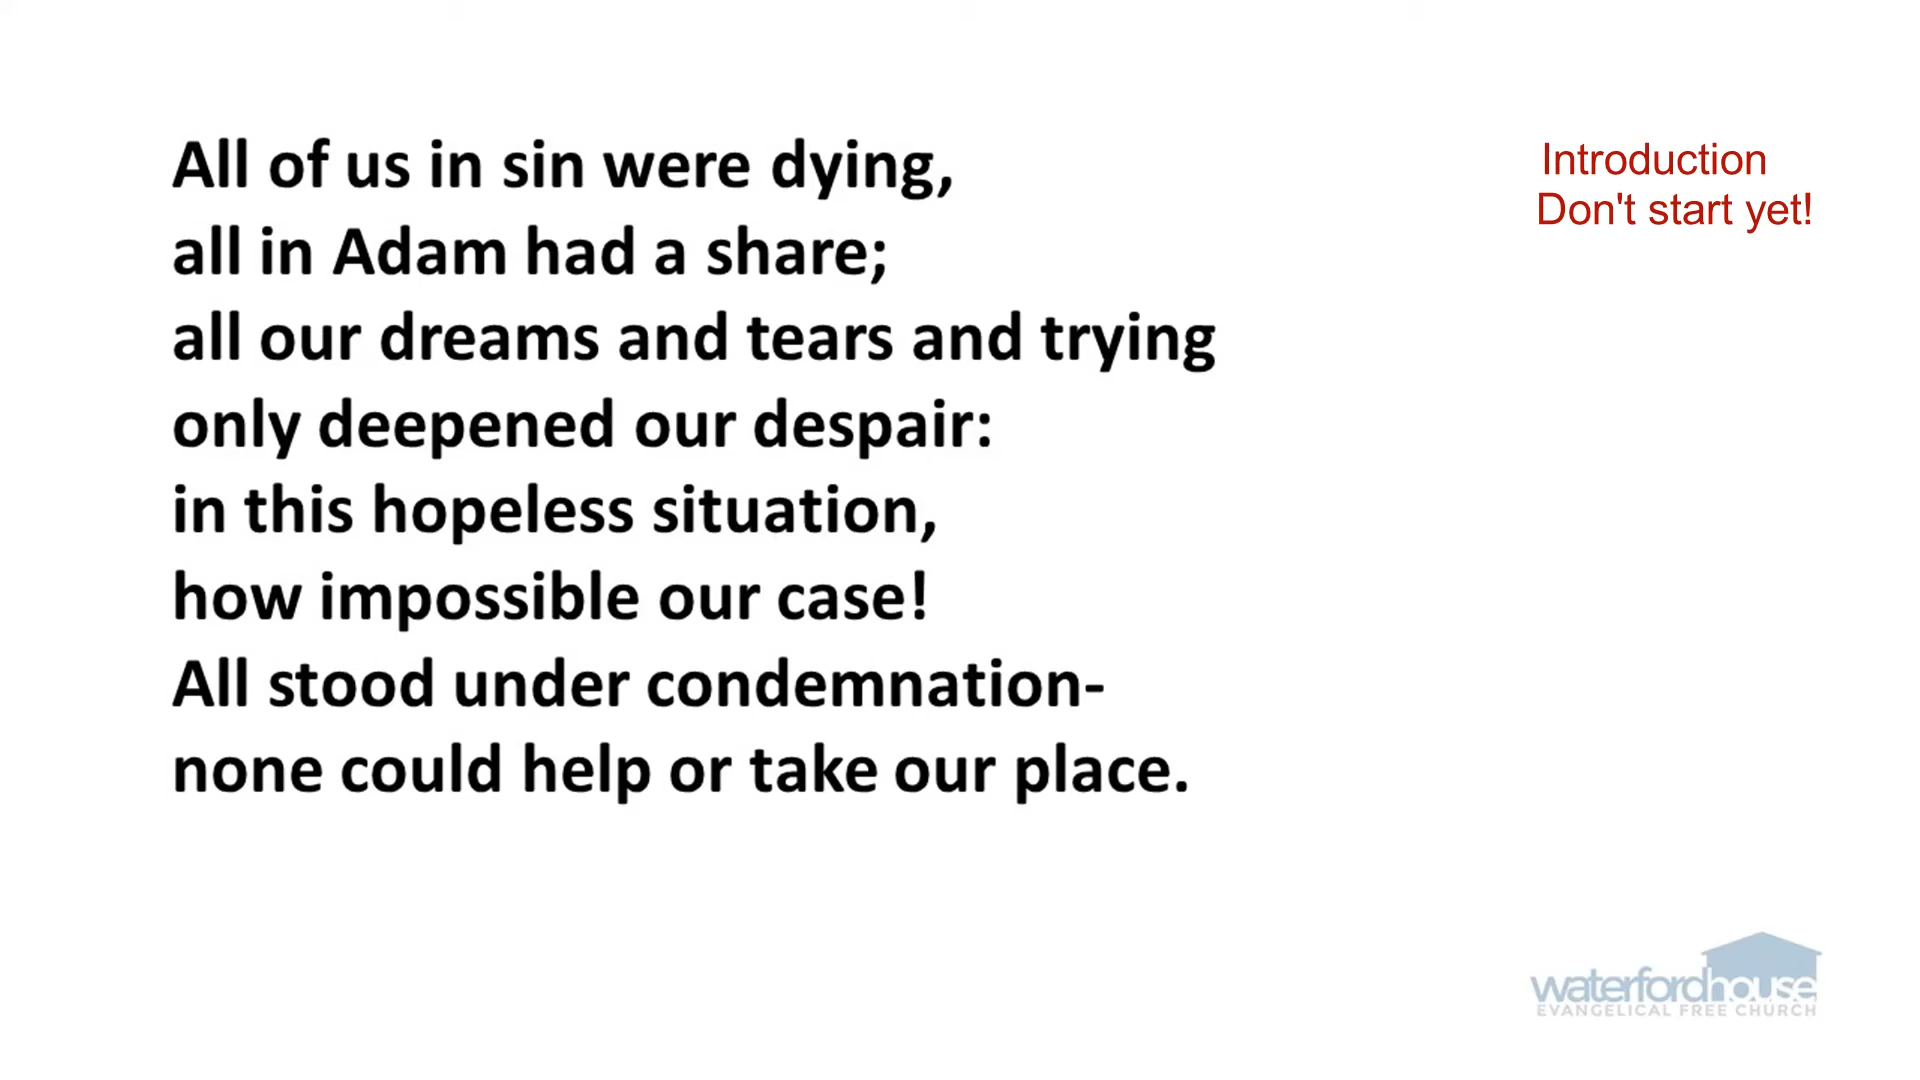 All of us in sin were dying,
all in Adam had a share;
all our dreams and tears and trying
only deepened our despair:
in this hopeless situation,
how impossible our case!
All stood under condemnation-
none could help or take our place.
Introduction
Don't start yet!
waterfordhouse
EVANGELICAL FREE CHURCH